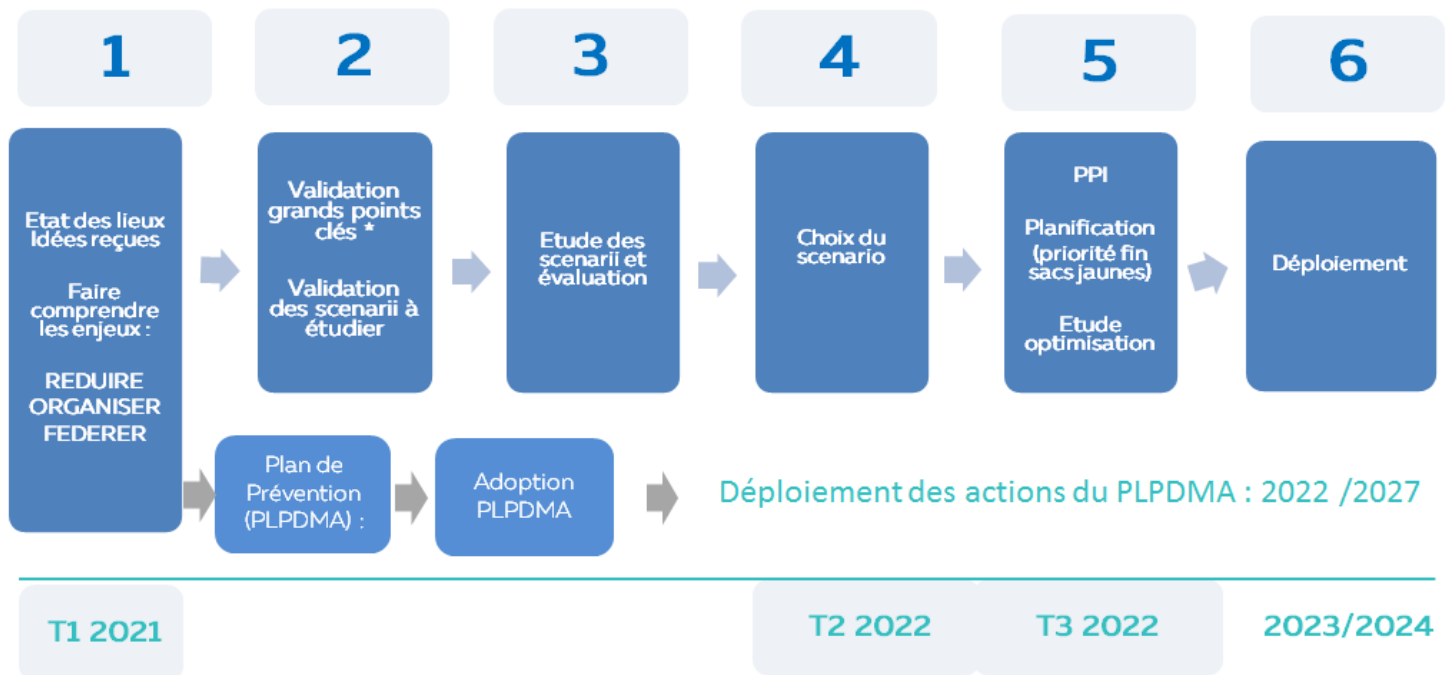 1
2
3
4
5
6
Etat des lieux
Idées reçues
Faire
comprendre
les enjeux :
REDUIRE
ORGANISER
FEDERER
Validation
grands points
clés *
Validation
des scenarii à
étudier
Etude des
scenarii et
évaluation
Choix du
scenario
PPI
Planification
(priorité fin
sacs jaunes)
Etude
optimisation
Déploiement
Plan de
Prévention
(PLPDMA) :
Adoption
PLPDMA
Déploiement des actions du PLPDMA : 2022 /2027
T1 2021
T2 2022
T3 2022
2023/2024